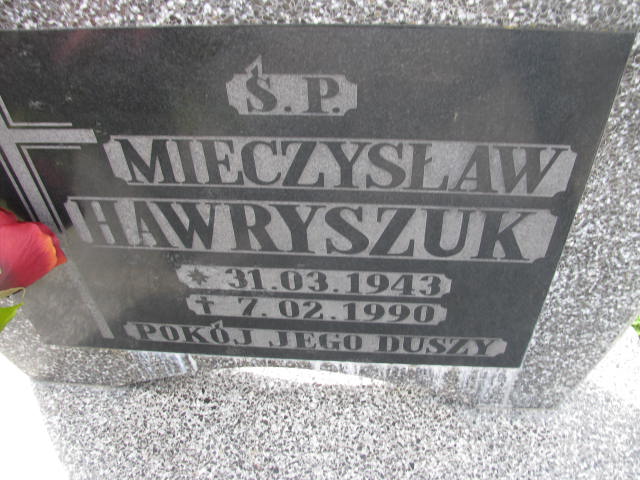 Ś.P.
MIECZYSŁAW
HAWRYSZUK
* 31.03.1943
† 7.02.1990
POKÓJ JEGO DUSZY